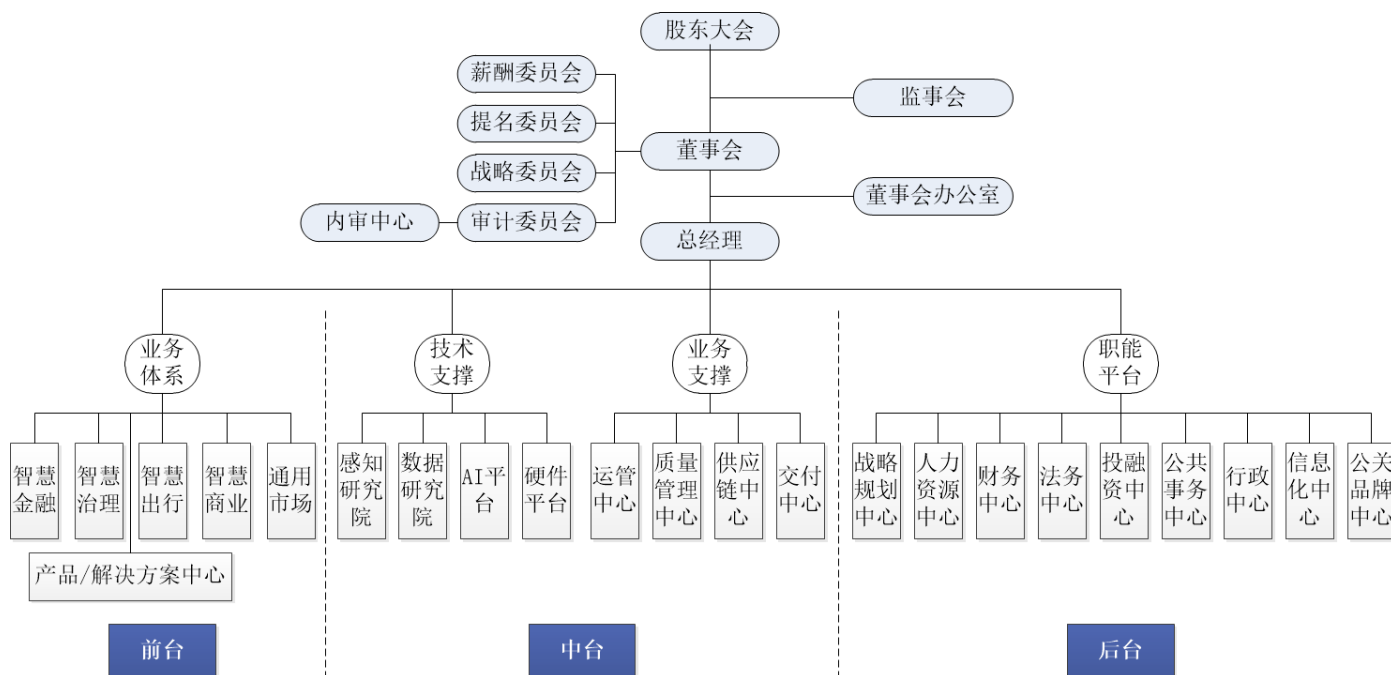 股东大会
薪酬委员会
监事会
提名委员会
董事会
战略委员会
董事会办公室
内审中心
审计委员会
总经理
业务
体系
技术
支撑
业务
支撑
职能
平台
智慧
金融
智慧
治理
智慧
出行
智慧
商业
通用
市场
感知
研究
院
数据
研究
院
AI平
台
硬件
平台
运管
中心
质量
管理
中心
供应
链中
心
交付
中心
战略
规划
中心
人力
资源
中心
财务
中心
法务
中心
投融
资中
心
公共
事务
中心
行政
中心
信息
化中
心
公关
品牌
中心
产品/解决方案中心
前台
中台
后台